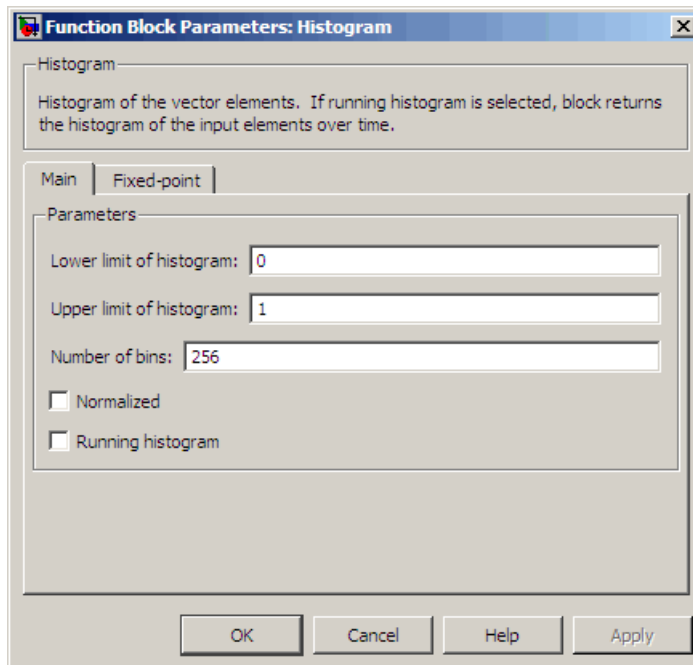 Function Block Parameters: Histogram
Histogram
Histogram of the vector elements. If running histogram is selected, block returns
the histogram of the input elements over time.
Main Fixed-point
Parameters
Lower limit of histogram: 0
Upper limit of histogram: 1
Number of bins: 256
Normalized
Running histogram
OK Cancel Help Apply